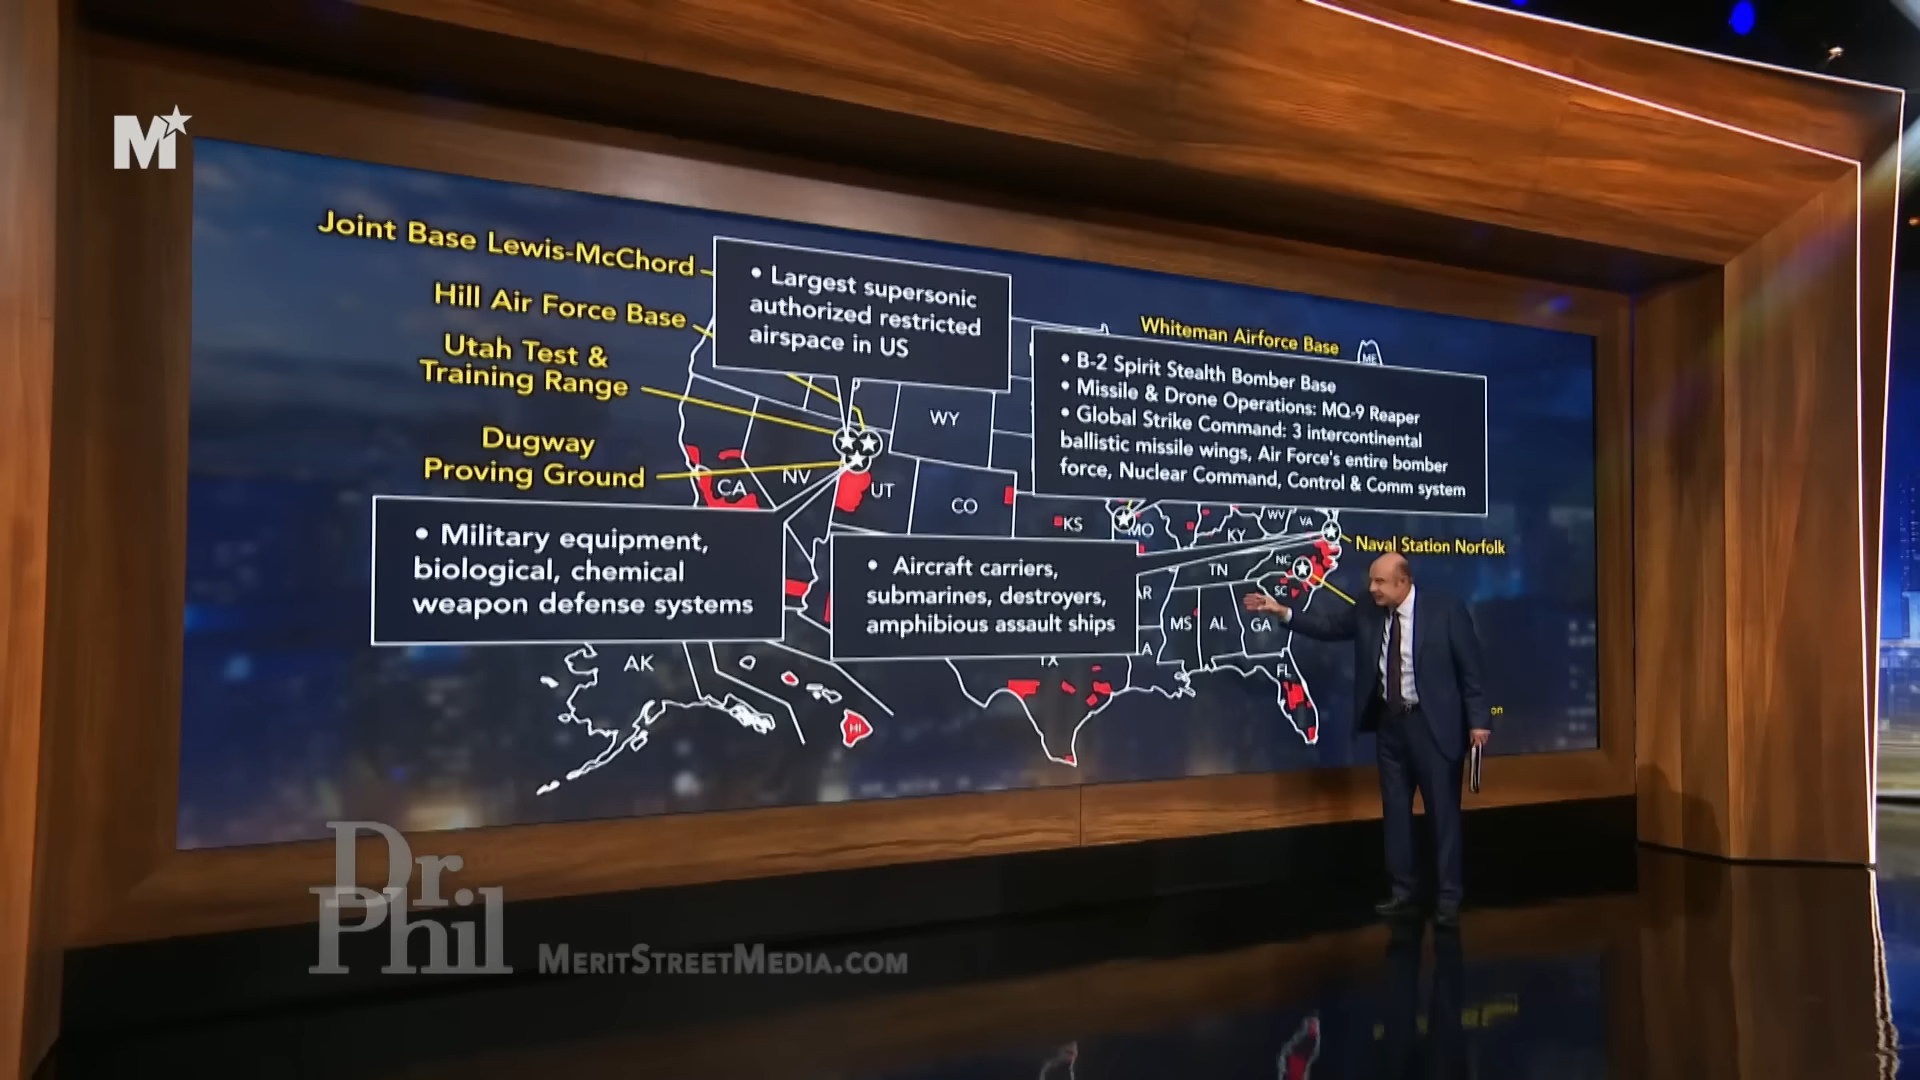 M
Joint Base Lewis-McChord
Hill Air Force Base
Utah Test &
Training Range
Dugway
Proving Ground
• Largest supersonic
authorized restricted
airspace in US
Whiteman Airforce Base
ME
• B-2 Spirit Stealth Bomber Base
• Missile & Drone Operations: MQ-9 Reaper
• Global Strike Command: 3 intercontinental
ballistic missile wings, Air Force's entire bomber
force, Nuclear Command, Control & Comm system
WY
NV
CA
UT
CO
KS
MO
KY
WV
VA
Naval Station Norfolk
• Military equipment,
biological, chemical
weapon defense systems
• Aircraft carriers,
submarines, destroyers,
amphibious assault ships
TN
NC
SC
AR
MS
AL
GA
FL
TX
AK
HI
on
Dr.
Phil
MERITSTREETMEDIA.COM